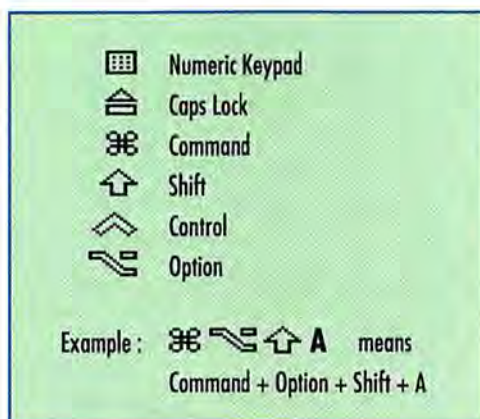 Numeric Keypad
Caps Lock
⌘ Command
Shift
Control
⌥ Option
Example : ⌘ ⌥ ⇧ A means
Command + Option + Shift + A